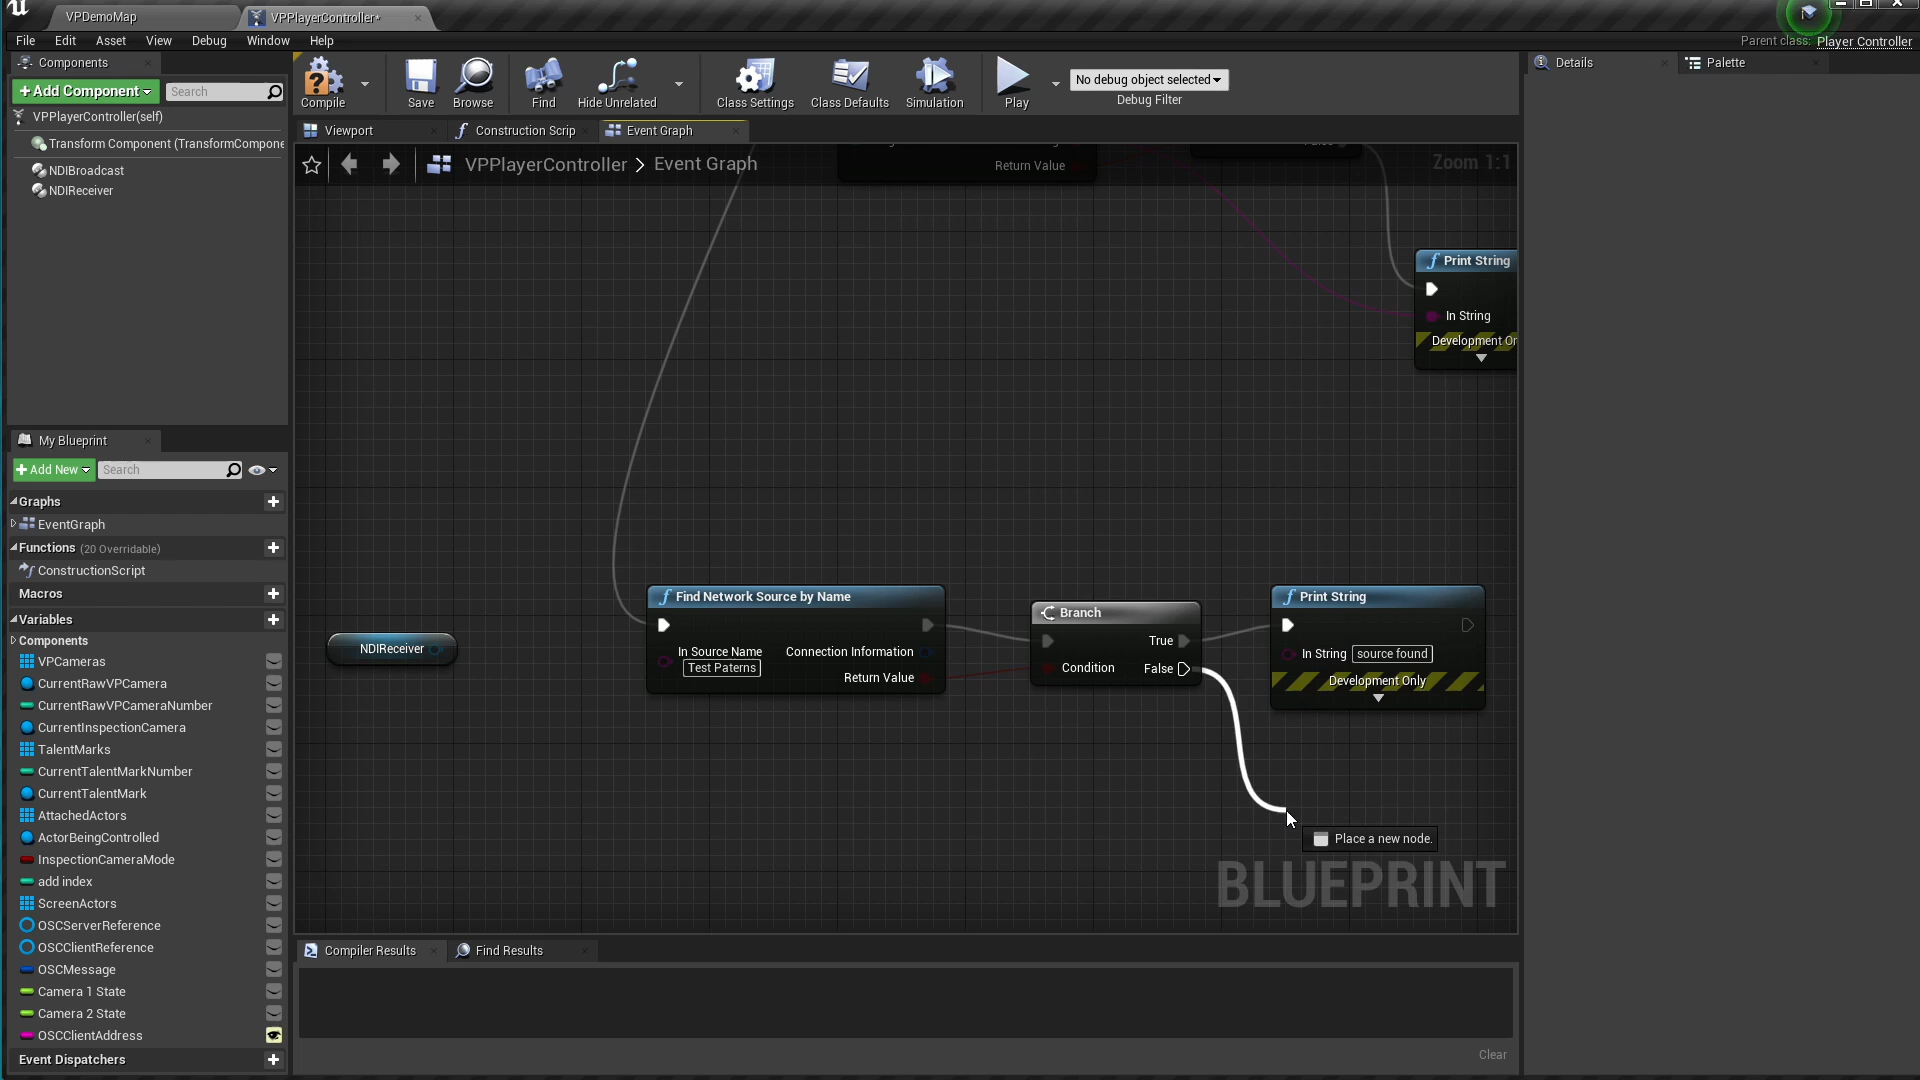 VPDemoMap
VPPlayerController*
File Edit Asset View Debug Window Help
Parent class: Player Controller
Components
+Add Component
Search
VPPlayerController(self)
Transform Component (TransformCompone
NDIBroadcast
NDIReceiver
Compile
Save
Browse
Find
Hide Unrelated
Class Settings
Class Defaults
Simulation
Play
No debug object selected
Debug Filter
Details
Palette
Viewport
Construction Scrip
Event Graph
VPPlayerController > Event Graph
Zoom 1:1
Return Value
Print String
In String
Development On
NDIReceiver
Find Network Source by Name
In Source Name
Test Paterns
Connection Information
Return Value
Branch
True
Condition
False
Print String
In String source found
Development Only
Place a new node.
BLUEPRINT
My Blueprint
+Add New
Search
Graphs
EventGraph
Functions (20 Overridable)
ConstructionScript
Macros
Variables
Components
VPCameras
CurrentRawVPCamera
CurrentRawVPCameraNumber
CurrentInspectionCamera
TalentMarks
CurrentTalentMarkNumber
CurrentTalentMark
AttachedActors
ActorBeingControlled
InspectionCameraMode
add index
ScreenActors
OSCServerReference
OSCClientReference
OSCMessage
Camera 1 State
Camera 2 State
OSCClientAddress
Event Dispatchers
Compiler Results
Find Results
Clear